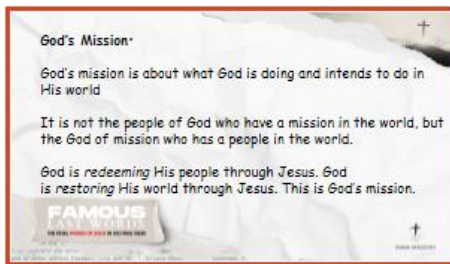 God's Mission-
God's mission is about what God is doing and intends to do in
His world
It is not the people of God who have a mission in the world, but
the God of mission who has a people in the world.
God is redeeming His people through Jesus. God
is restoring His world through Jesus. This is God's mission.
FAMOUS
LAST WORDS